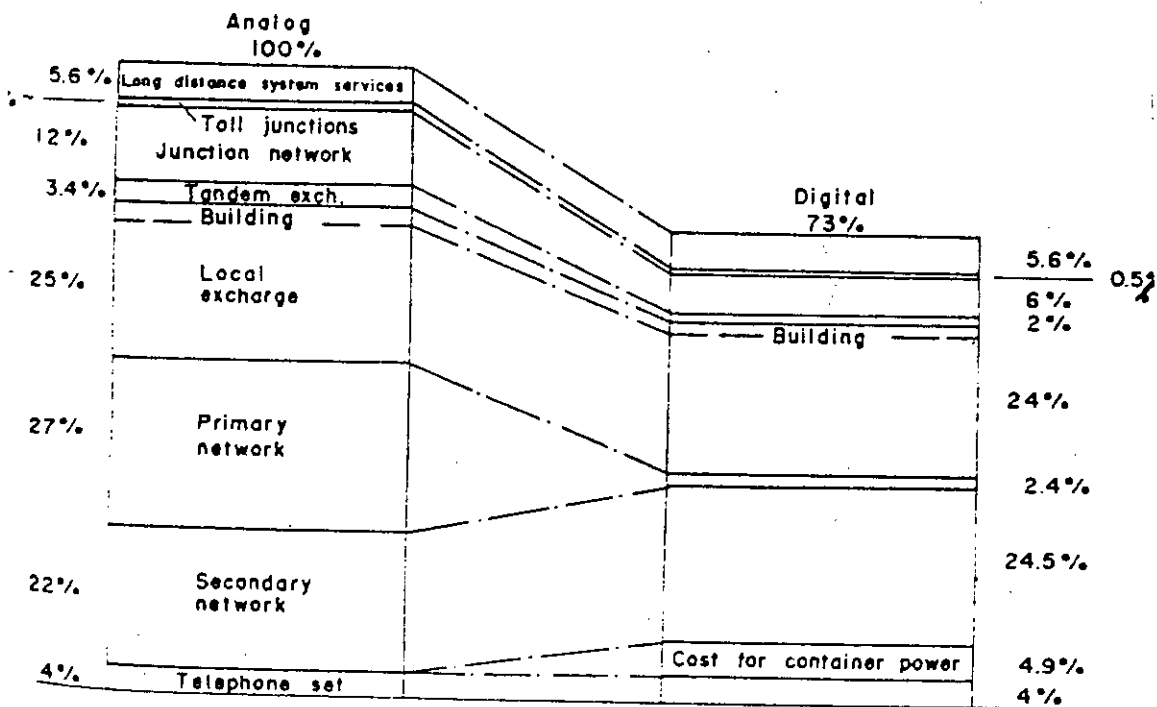 Analog
100%
5.6% Long distance system services
Toll junctions
12%
Junction network
3.4% Tandem exch.
Building
25%
Local
exchange
27%
Primary
network
22%
Secondary
network
4% Telephone set
Digital
73%
5.6%
0.5%
6%
2%
Building
24%
2.4%
24.5%
Cost for container power 4.9%
4%